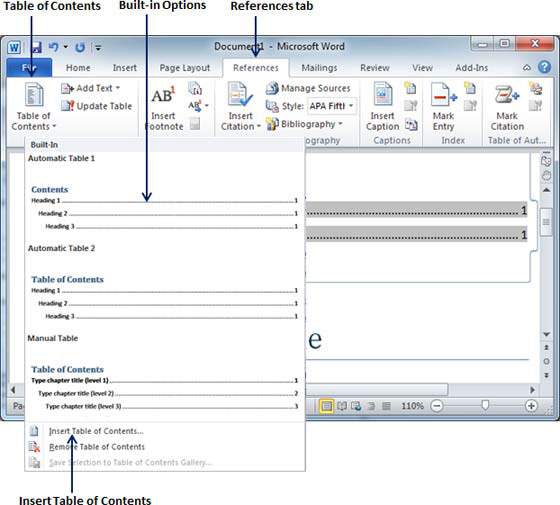 Table of Contents Built-in Options References tab
Document1 - Microsoft Word
File Home Insert Page Layout References Mailings Review View Add-Ins
Table of Contents
Add Text
Update Table
AB1
Insert Footnote
AB
Insert Citation
Manage Sources
Style: APA Fift
Bibliography
Insert Caption
Mark Entry
Mark Citation
ography Captions Index Table of Aut...
Built-In
Automatic Table 1
Contents
Heading 1 ........ 1
Heading 2 ........ 1
Heading 3 ........ 1
Automatic Table 2
Table of Contents
Heading 1 ........ 1
Heading 2 ........ 1
Heading 3 ........ 1
Manual Table
Table of Contents
Type chapter title (level 1) ........ 1
Type chapter title (level 2) ........ 2
Type chapter title (level 3) ........ 3
Insert Table of Contents...
Remove Table of Contents
Save Selection to Table of Contents Gallery...
........ 1
........ 1
e
Pa
110%
Insert Table of Contents